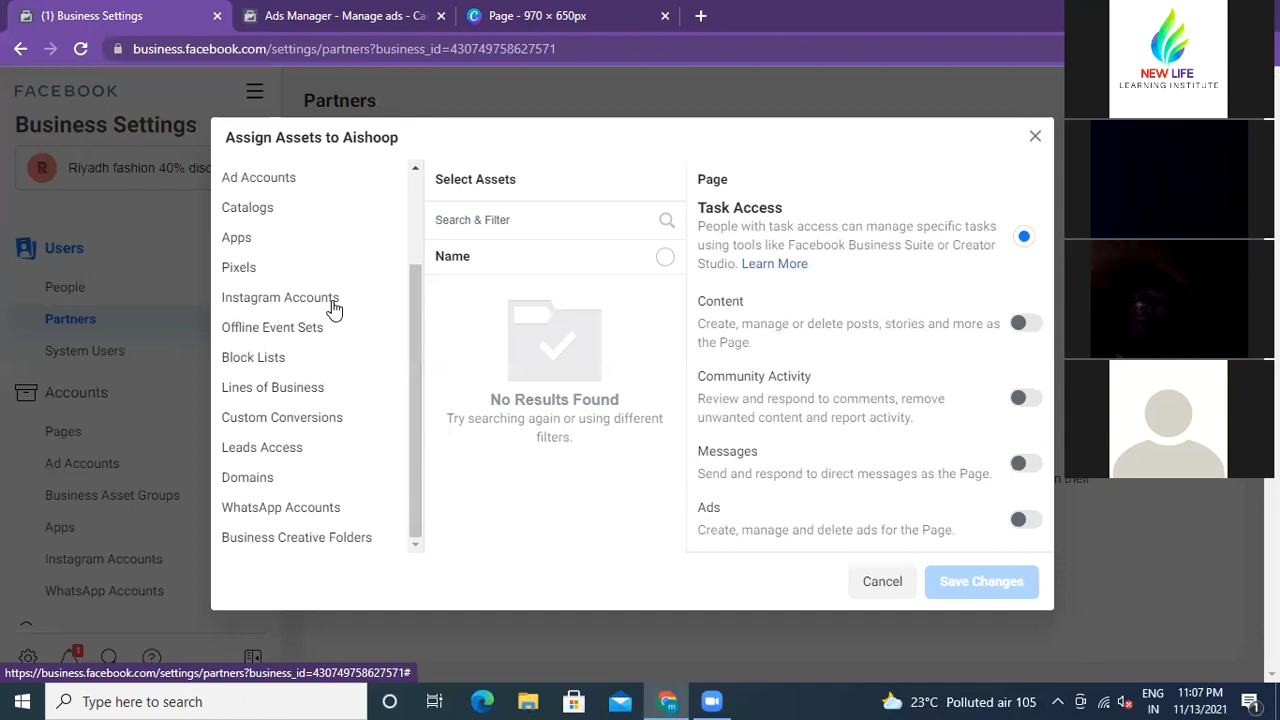 (1) Business Settings
Ads Manager - Manage ads - Ca
Page - 970 × 650px
business.facebook.com/settings/partners?business_id=430749758627571
FACEBOOK
Business Settings
R
Riyadh fashion 40% disc
Users
People
Partners
System Users
Accounts
Pages
Ad Accounts
Business Asset Groups
Apps
Instagram Accounts
WhatsApp Accounts
1
Partners
Assign Assets to Aishoop
Ad Accounts
Catalogs
Apps
Pixels
Instagram Accounts
Offline Event Sets
Block Lists
Lines of Business
Custom Conversions
Leads Access
Domains
WhatsApp Accounts
Business Creative Folders
Select Assets
Search & Filter
Name
No Results Found
Try searching again or using different
filters.
Page
Task Access
People with task access can manage specific tasks
using tools like Facebook Business Suite or Creator
Studio. Learn More
Content
Create, manage or delete posts, stories and more as
the Page.
Community Activity
Review and respond to comments, remove
unwanted content and report activity.
Messages
Send and respond to direct messages as the Page.
Ads
Create, manage and delete ads for the Page.
Cancel
Save Changes
NEW LIFE
LEARNING INSTITUTE
their
https://business.facebook.com/settings/partners?business_id=430749758627571#
Type here to search
23°C Polluted air 105
ENG
IN
11:07 PM
11/13/2021
1